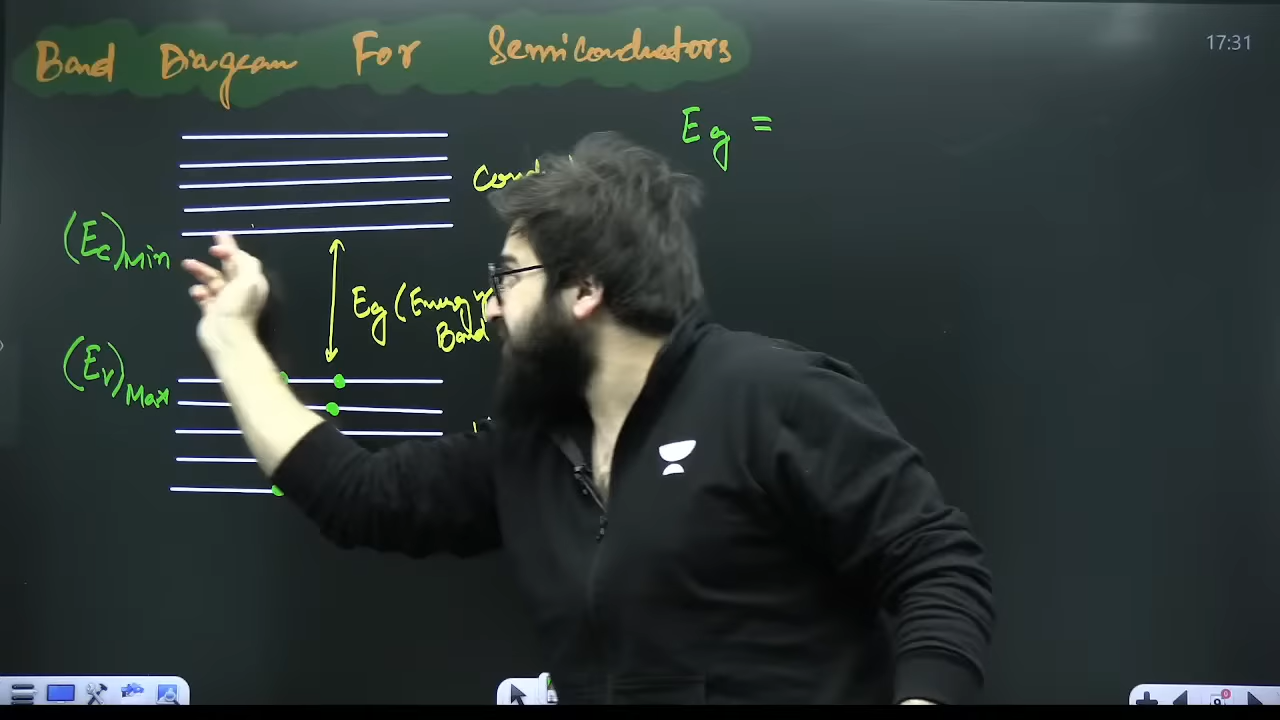 Band Diagram For Semiconductors
17:31
Eg =
(Ec)Min
Eg (Energy
Band
(Ev)Max